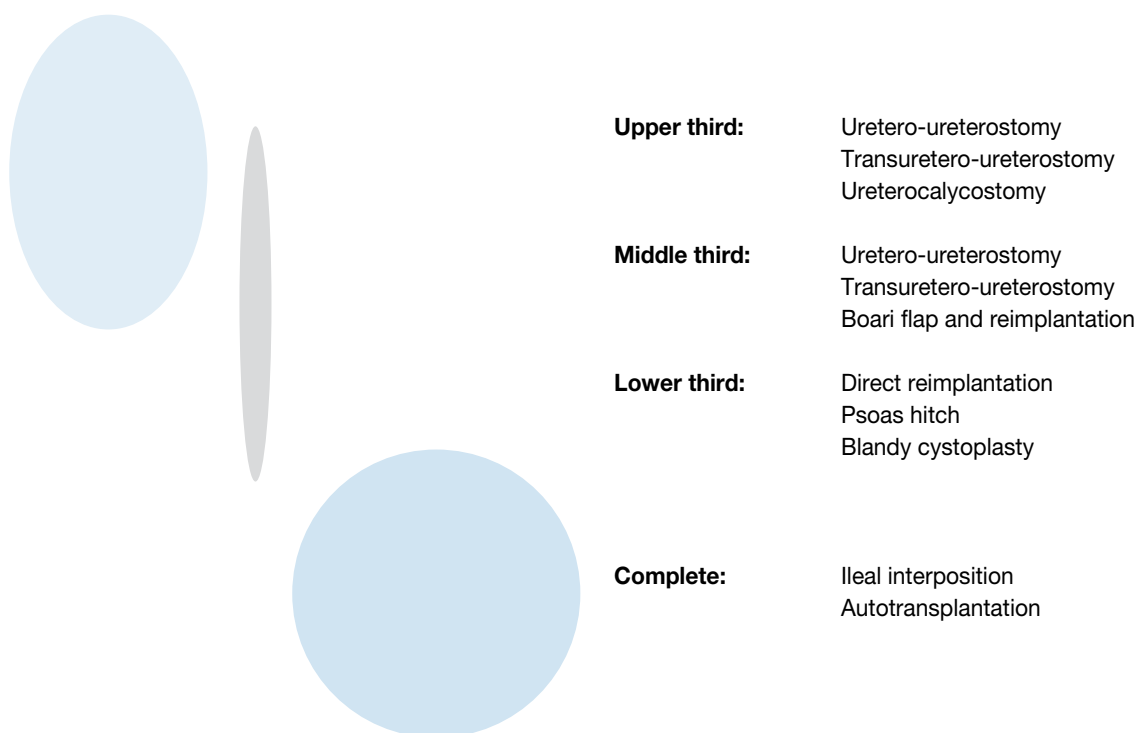 Upper third: Uretero-ureterostomy
Transuretero-ureterostomy
Ureterocalycostomy
Middle third: Uretero-ureterostomy
Transuretero-ureterostomy
Boari flap and reimplantation
Lower third: Direct reimplantation
Psoas hitch
Blandy cystoplasty
Complete: Ileal interposition
Autotransplantation